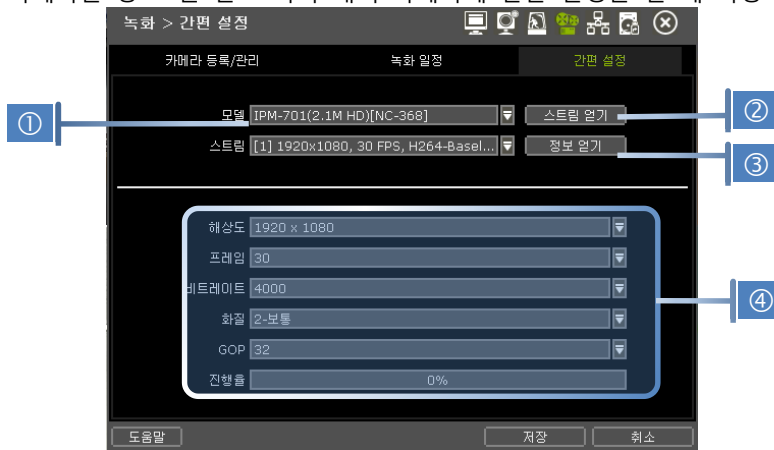 녹화 > 간편 설정
카메라 등록/관리 녹화 일정 간편 설정
① 모델 IPM-701(2.1M HD)[NC-368] 스트림 얻기 ②
스트림 [1] 1920x1080, 30 FPS, H264-Basel... 정보 얻기 ③
해상도 1920 x 1080
프레임 30
비트레이트 4000 ④
화질 2-보통
GOP 32
진행률 0%
도움말 저장 취소